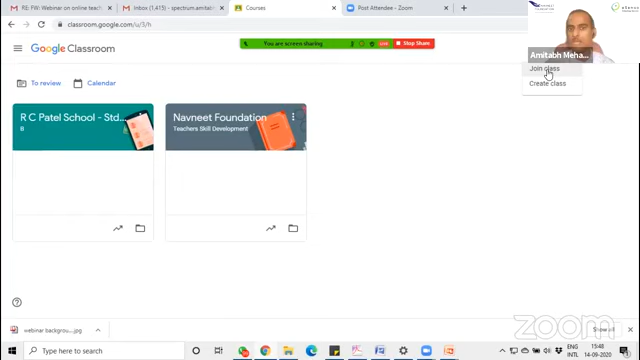 RE: FW: Webinar on online teach
Inbox (1,415) - spectrum.amitabh
Courses
Post Attendee - Zoom
classroom.google.com/u/3/h
You are screen sharing
Stop Share
Google Classroom
Amitabh Meha...
Join class
Create class
To review
Calendar
R C Patel School - Std...
B
Navneet Foundation
Teachers Skill Development
zoom
webinar backgroun....jpg
Show all
Type here to search
ENG
INTL
15:48
14-09-2020